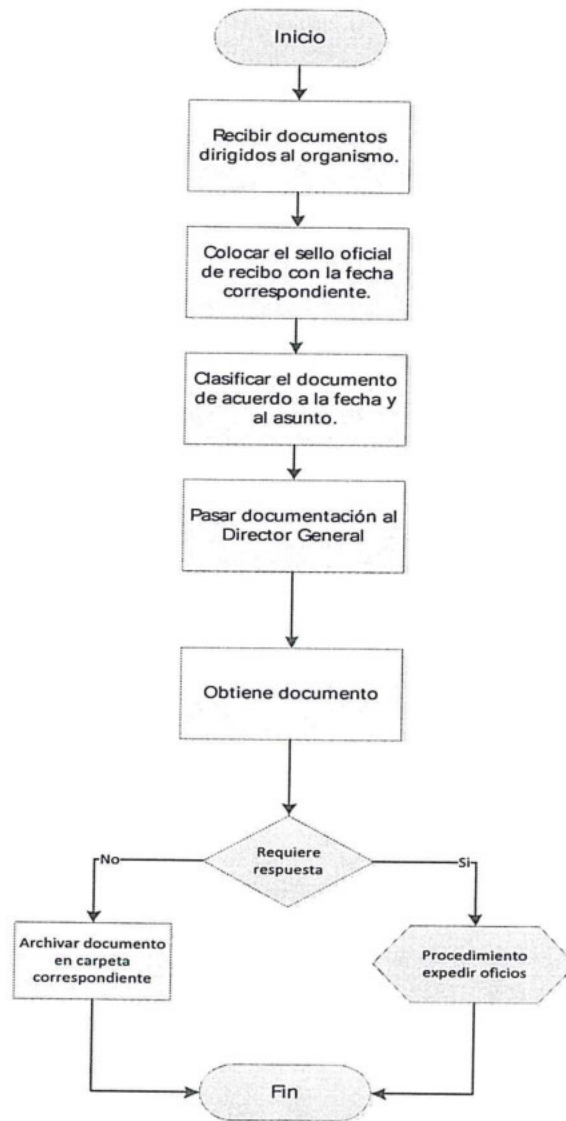 Inicio
Recibir documentos
dirigidos al organismo.
Colocar el sello oficial
de recibo con la fecha
correspondiente.
Clasificar el documento
de acuerdo a la fecha y
al asunto.
Pasar documentación al
Director General
Obtiene documento
Requiere
respuesta
No
Si
Archivar documento
en carpeta
correspondiente
Procedimiento
expedir oficios
Fin